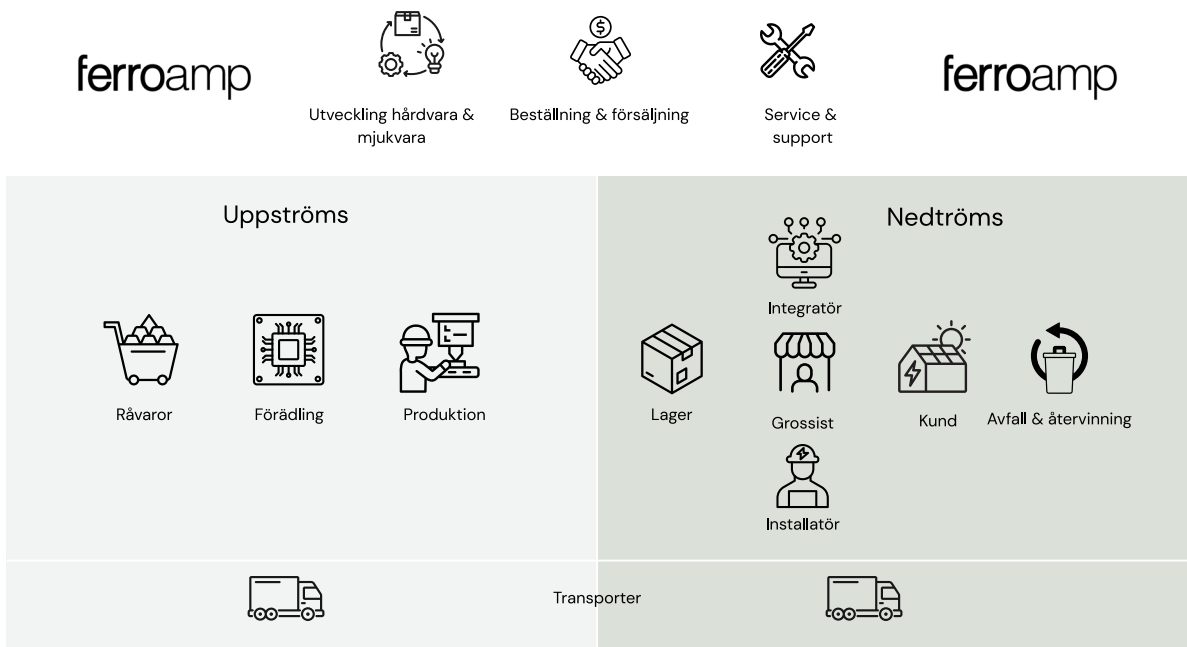 ferroamp
ferroamp
Utveckling hårdvara &
mjukvara
Beställning & försäljning
Service &
support
Uppströms
Nedtröms
Råvaror
Förädling
Produktion
Lager
Integratör
Grossist
Installatör
Kund
Avfall & återvinning
Transporter